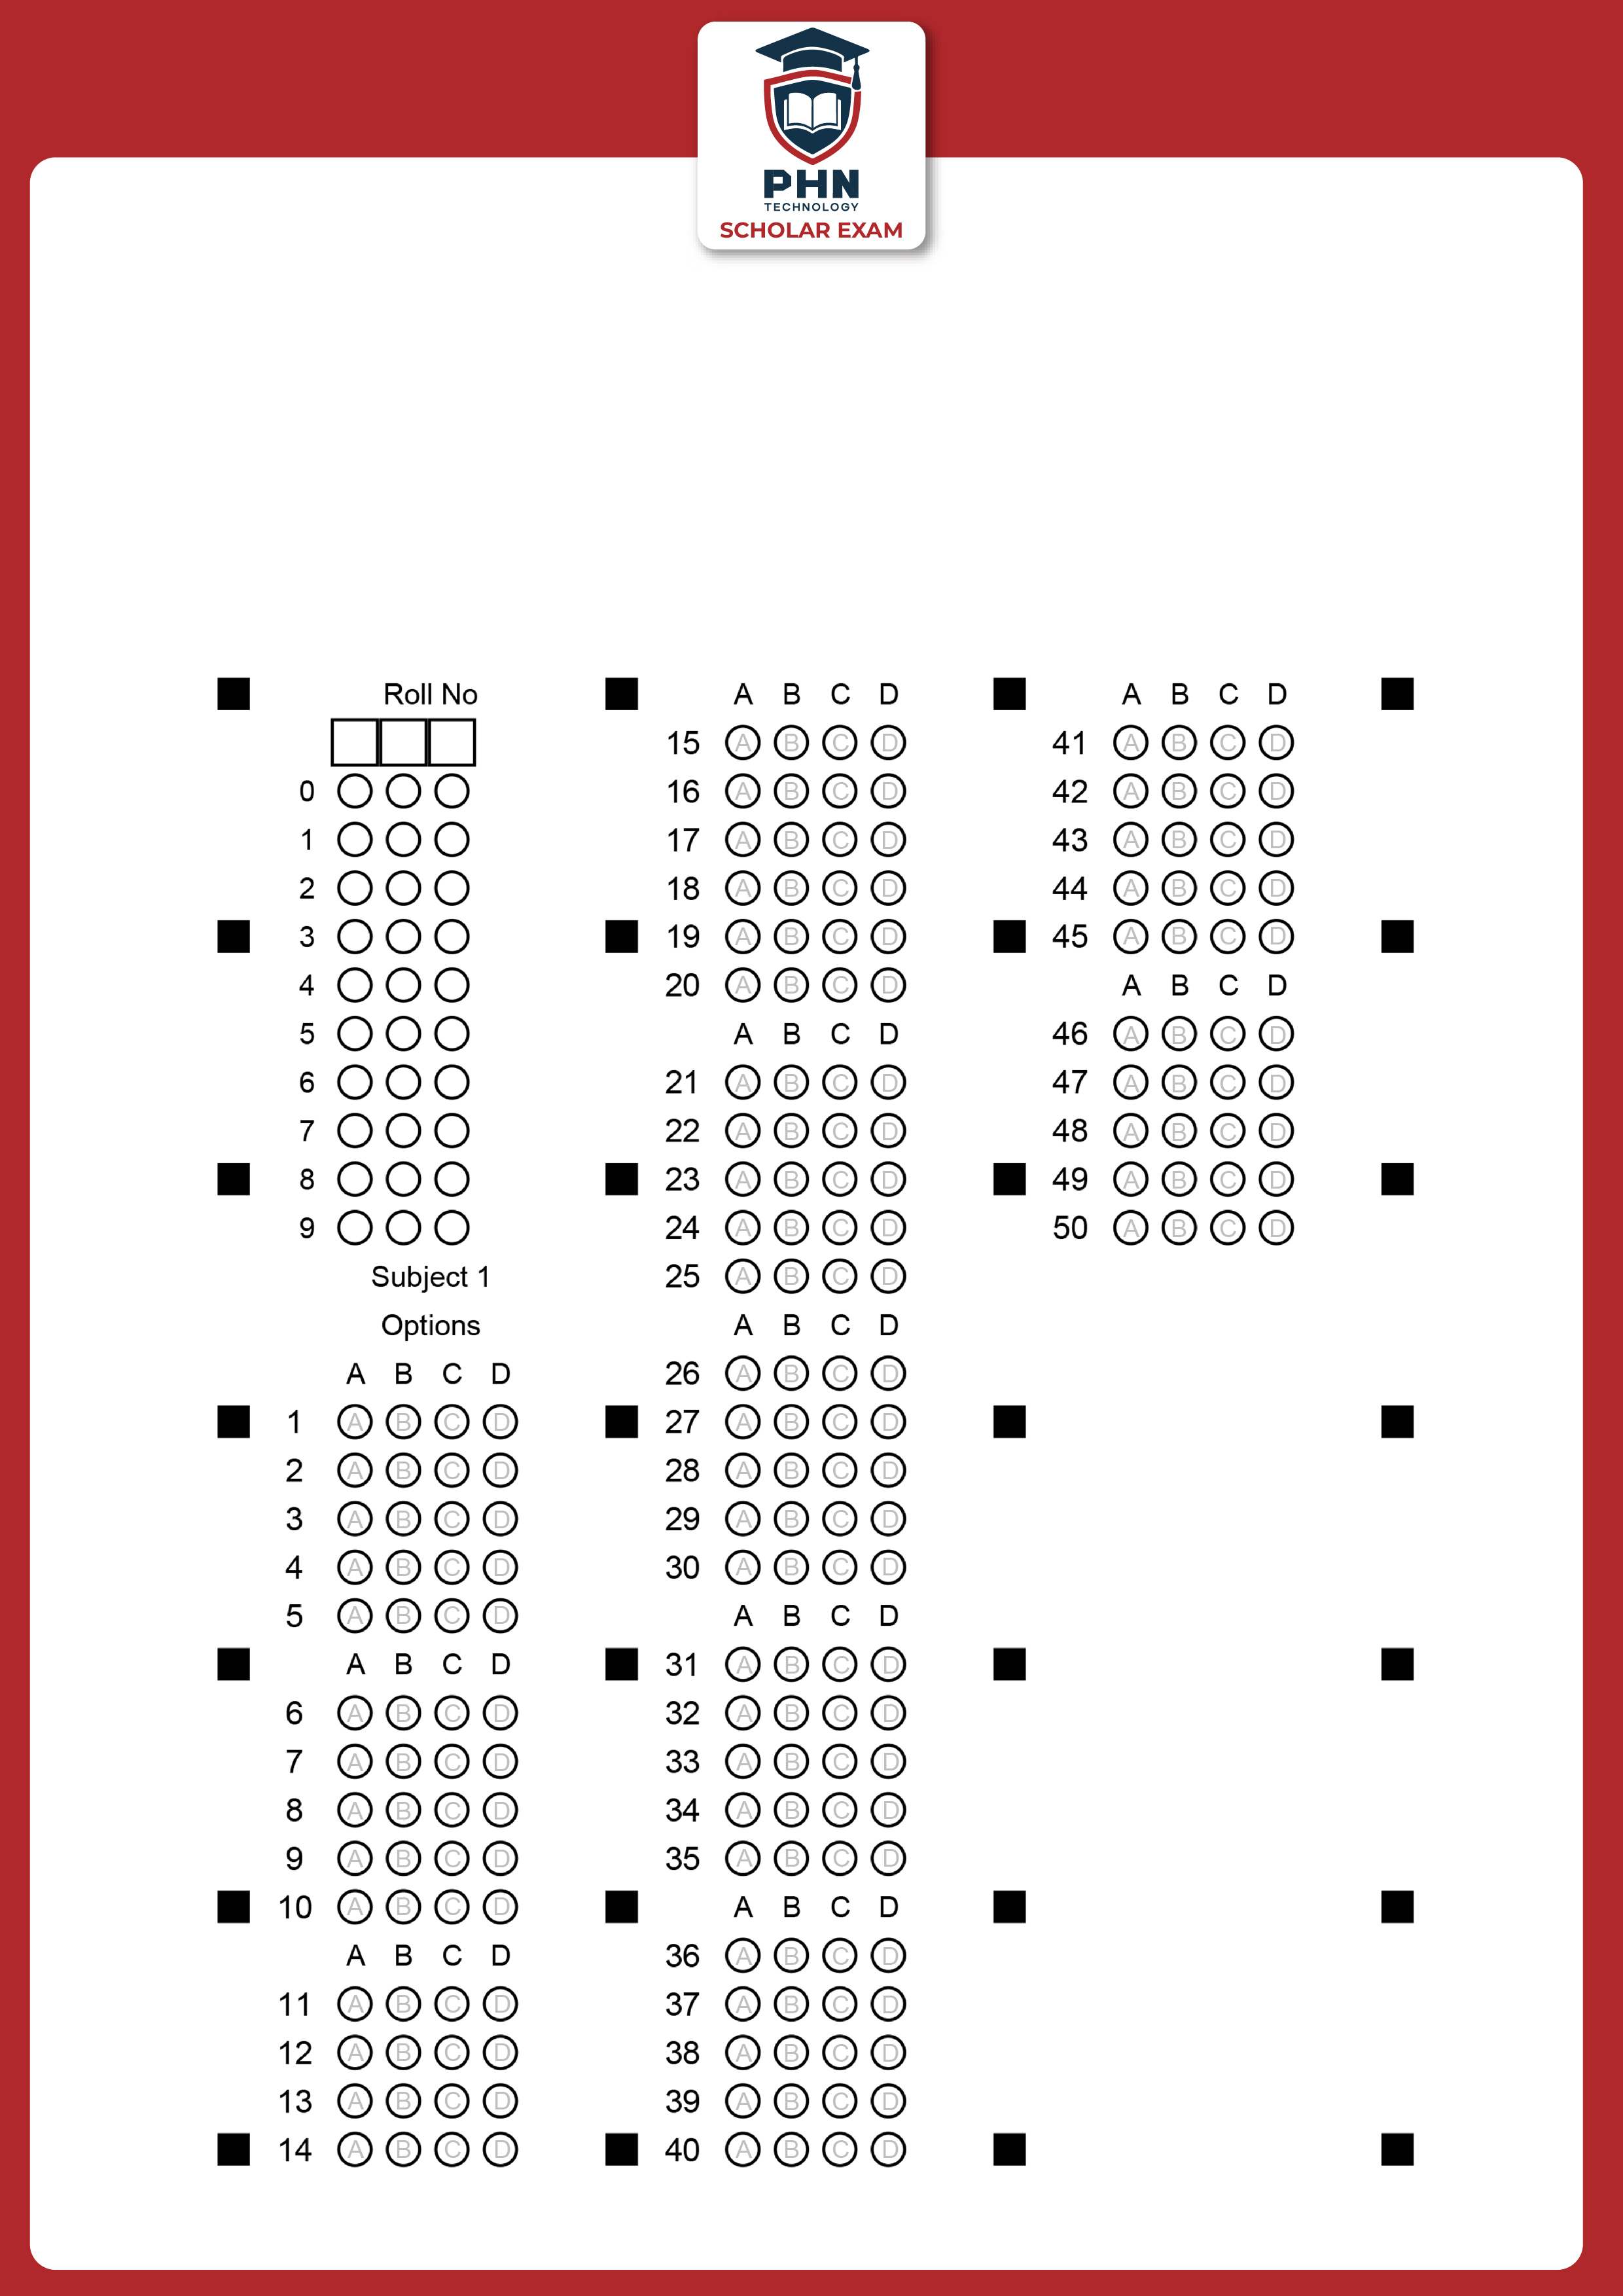 PHN
TECHNOLOGY
SCHOLAR EXAM
Roll No
0
1
2
3
4
5
6
7
8
9
Subject 1
Options
A B C D
1 A B C D
2 A B C D
3 A B C D
4 A B C D
5 A B C D
A B C D
6 A B C D
7 A B C D
8 A B C D
9 A B C D
10 A B C D
A B C D
11 A B C D
12 A B C D
13 A B C D
14 A B C D
A B C D
15 A B C D
16 A B C D
17 A B C D
18 A B C D
19 A B C D
20 A B C D
A B C D
21 A B C D
22 A B C D
23 A B C D
24 A B C D
25 A B C D
A B C D
26 A B C D
27 A B C D
28 A B C D
29 A B C D
30 A B C D
A B C D
31 A B C D
32 A B C D
33 A B C D
34 A B C D
35 A B C D
A B C D
36 A B C D
37 A B C D
38 A B C D
39 A B C D
40 A B C D
A B C D
41 A B C D
42 A B C D
43 A B C D
44 A B C D
45 A B C D
A B C D
46 A B C D
47 A B C D
48 A B C D
49 A B C D
50 A B C D